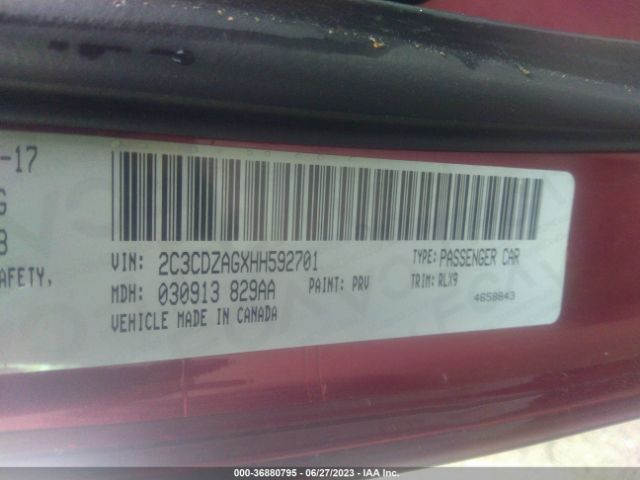 -17
G
3
AFETY,
VIN: 2C3CDZAGXHH592701
TYPE: PASSENGER CAR
MDH: 030913 829AA
PAINT: PRV
TRIM: RLX9
4658843
VEHICLE MADE IN CANADA
000-36880795 - 06/27/2023 - IAA Inc.